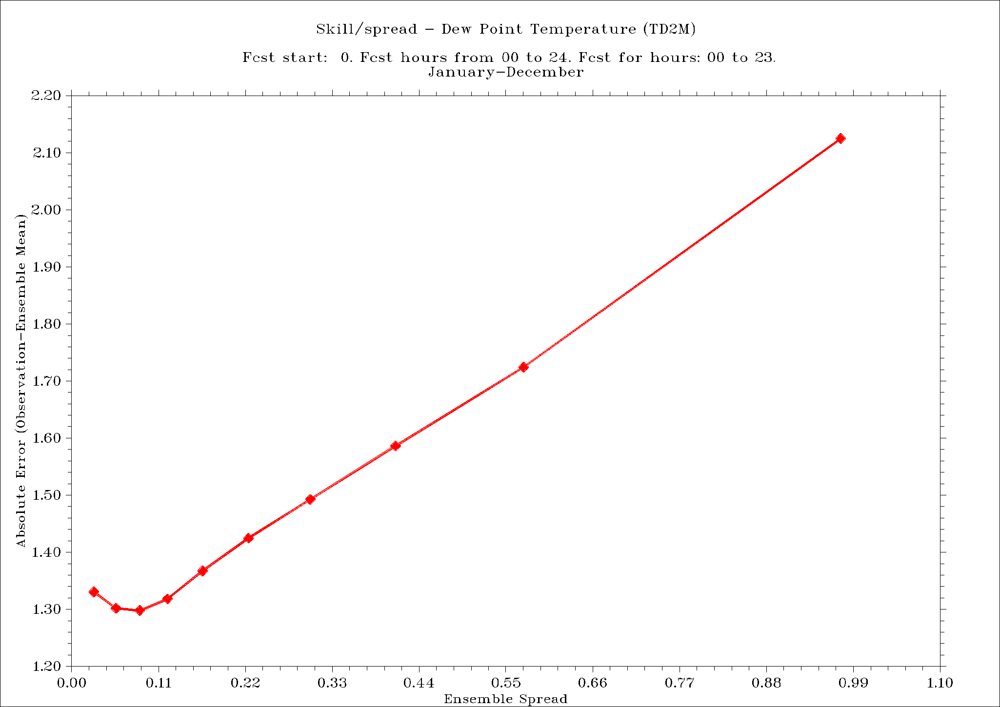 Skill/spread – Dew Point Temperature (TD2M)
Fcst start:  0. Fcst hours from 00 to 24. Fcst for hours: 00 to 23.
January–December
2.20
2.10
2.00
1.90
1.80
1.70
1.60
1.50
1.40
1.30
1.20
Absolute Error (Observation–Ensemble Mean)
0.00 0.11 0.22 0.33 0.44 0.55 0.66 0.77 0.88 0.99 1.10
Ensemble Spread